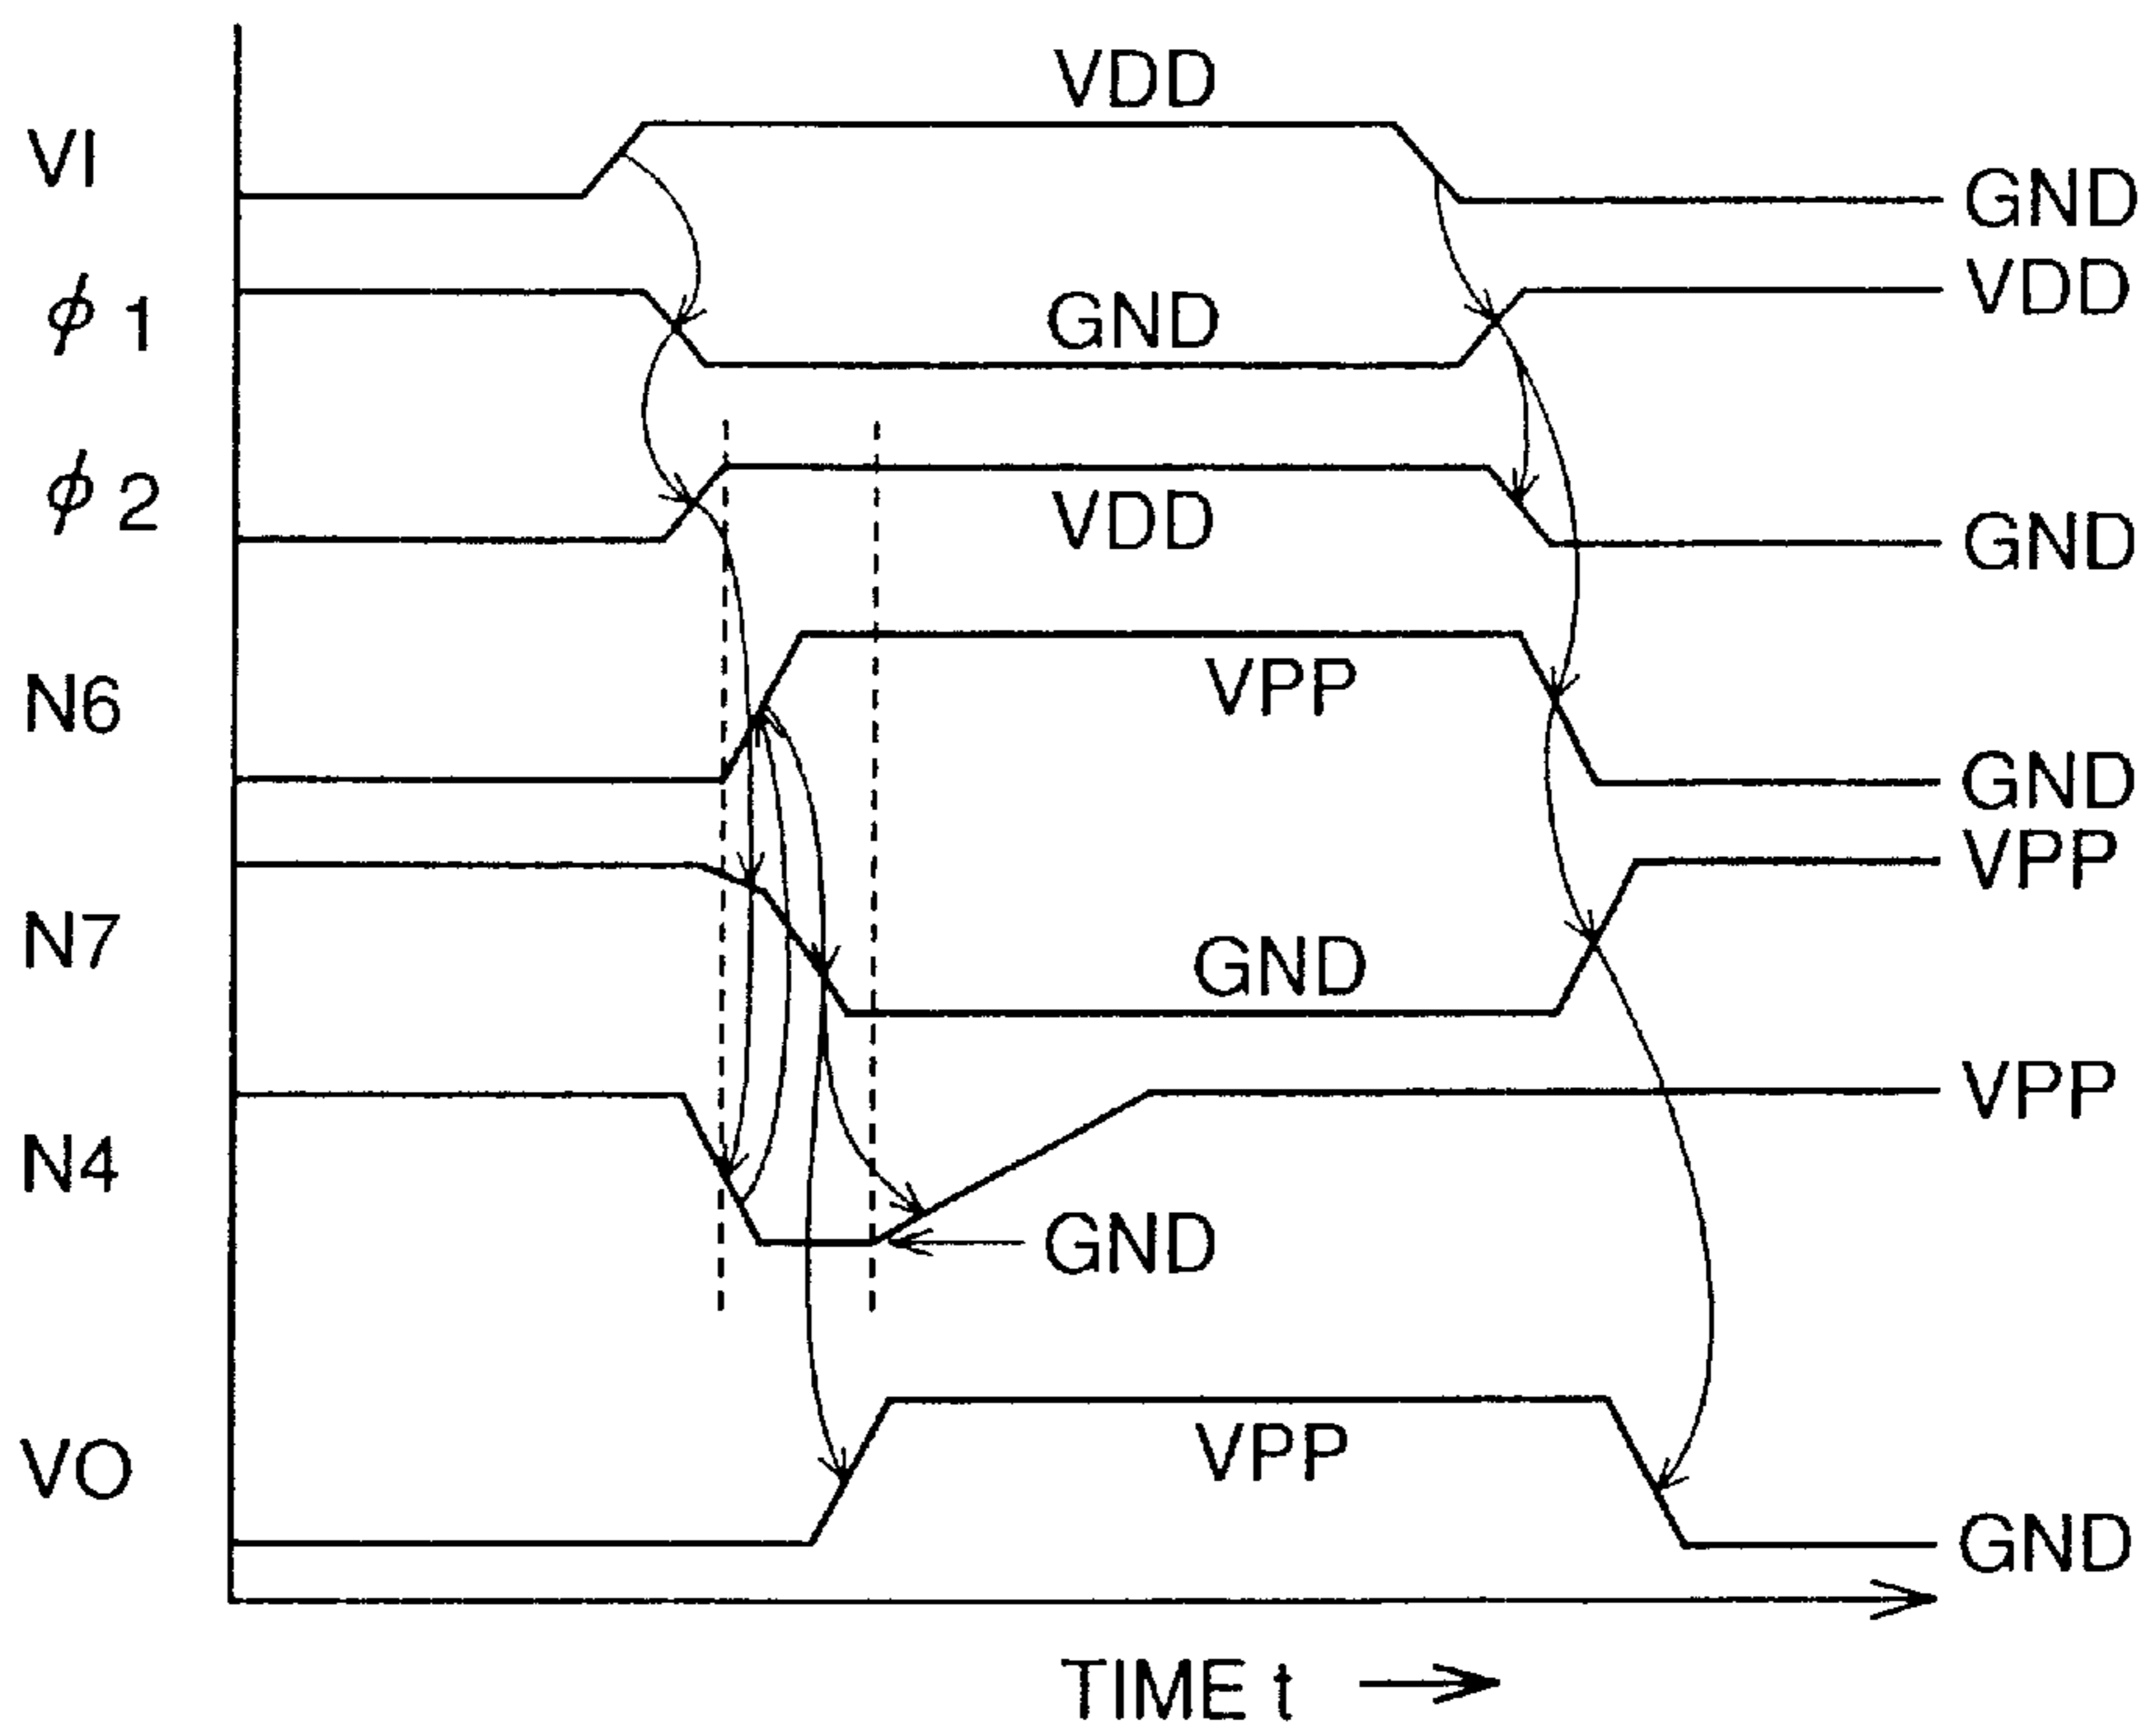 VDD
VI
GND
VDD
ϕ 1
GND
ϕ 2
VDD
GND
N6
VPP
GND
VPP
N7
GND
VPP
N4
GND
VO
VPP
GND
TIME t